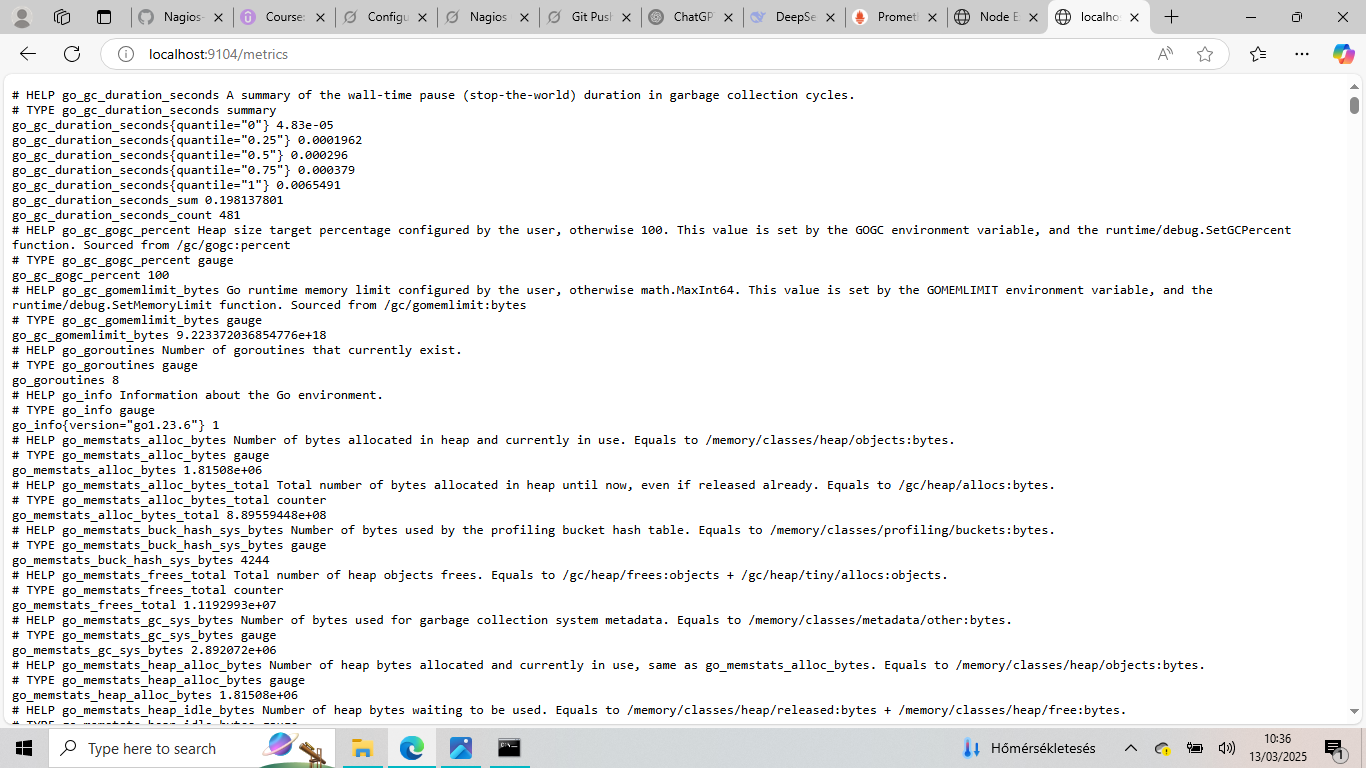 Nagios-
Course:
Configu
Nagios
Git Pus
ChatGP
DeepSe
Prometh
Node E
localho
localhost:9104/metrics
# HELP go_gc_duration_seconds A summary of the wall-time pause (stop-the-world) duration in garbage collection cycles.
# TYPE go_gc_duration_seconds summary
go_gc_duration_seconds{quantile="0"} 4.83e-05
go_gc_duration_seconds{quantile="0.25"} 0.0001962
go_gc_duration_seconds{quantile="0.5"} 0.000296
go_gc_duration_seconds{quantile="0.75"} 0.000379
go_gc_duration_seconds{quantile="1"} 0.0065491
go_gc_duration_seconds_sum 0.198137801
go_gc_duration_seconds_count 481
# HELP go_gc_gogc_percent Heap size target percentage configured by the user, otherwise 100. This value is set by the GOGC environment variable, and the runtime/debug.SetGCPercent
function. Sourced from /gc/gogc:percent
# TYPE go_gc_gogc_percent gauge
go_gc_gogc_percent 100
# HELP go_gc_gomemlimit_bytes Go runtime memory limit configured by the user, otherwise math.MaxInt64. This value is set by the GOMEMLIMIT environment variable, and the
runtime/debug.SetMemoryLimit function. Sourced from /gc/gomemlimit:bytes
# TYPE go_gc_gomemlimit_bytes gauge
go_gc_gomemlimit_bytes 9.223372036854776e+18
# HELP go_goroutines Number of goroutines that currently exist.
# TYPE go_goroutines gauge
go_goroutines 8
# HELP go_info Information about the Go environment.
# TYPE go_info gauge
go_info{version="go1.23.6"} 1
# HELP go_memstats_alloc_bytes Number of bytes allocated in heap and currently in use. Equals to /memory/classes/heap/objects:bytes.
# TYPE go_memstats_alloc_bytes gauge
go_memstats_alloc_bytes 1.81508e+06
# HELP go_memstats_alloc_bytes_total Total number of bytes allocated in heap until now, even if released already. Equals to /gc/heap/allocs:bytes.
# TYPE go_memstats_alloc_bytes_total counter
go_memstats_alloc_bytes_total 8.89559448e+08
# HELP go_memstats_buck_hash_sys_bytes Number of bytes used by the profiling bucket hash table. Equals to /memory/classes/profiling/buckets:bytes.
# TYPE go_memstats_buck_hash_sys_bytes gauge
go_memstats_buck_hash_sys_bytes 4244
# HELP go_memstats_frees_total Total number of heap objects frees. Equals to /gc/heap/frees:objects + /gc/heap/tiny/allocs:objects.
# TYPE go_memstats_frees_total counter
go_memstats_frees_total 1.1192993e+07
# HELP go_memstats_gc_sys_bytes Number of bytes used for garbage collection system metadata. Equals to /memory/classes/metadata/other:bytes.
# TYPE go_memstats_gc_sys_bytes gauge
go_memstats_gc_sys_bytes 2.892072e+06
# HELP go_memstats_heap_alloc_bytes Number of heap bytes allocated and currently in use, same as go_memstats_alloc_bytes. Equals to /memory/classes/heap/objects:bytes.
# TYPE go_memstats_heap_alloc_bytes gauge
go_memstats_heap_alloc_bytes 1.81508e+06
# HELP go_memstats_heap_idle_bytes Number of heap bytes waiting to be used. Equals to /memory/classes/heap/released:bytes + /memory/classes/heap/free:bytes.
# TYPE go_memstats_heap_idle_bytes gauge
Type here to search
Hőmérsékletesés
10:36
13/03/2025
1